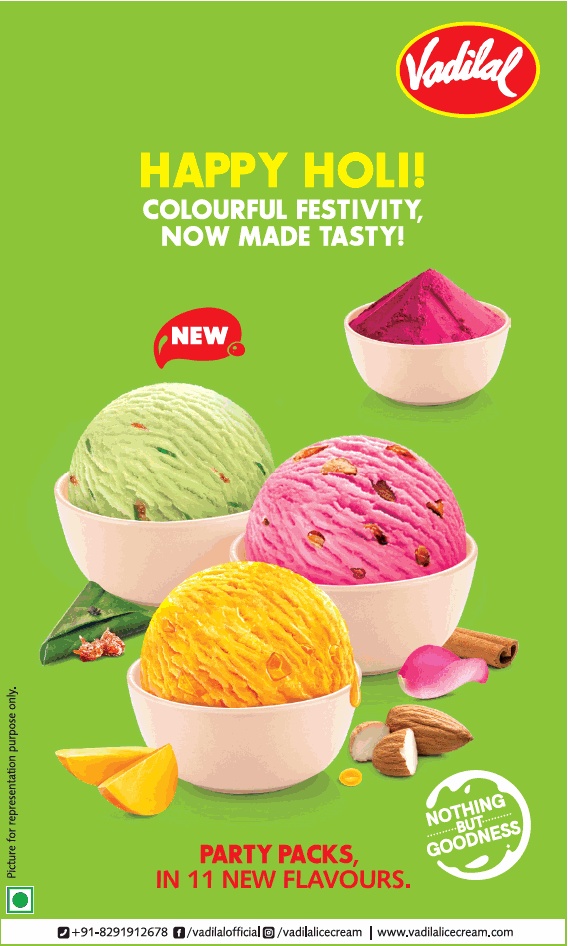 Vadilal
HAPPY HOLI!
COLOURFUL FESTIVITY,
NOW MADE TASTY!
NEW
NOTHING
BUT
GOODNESS
PARTY PACKS,
IN 11 NEW FLAVOURS.
Picture for representation purpose only.
+91-8291912678 /vadilalofficial /vadilalicecream | www.vadilalicecream.com